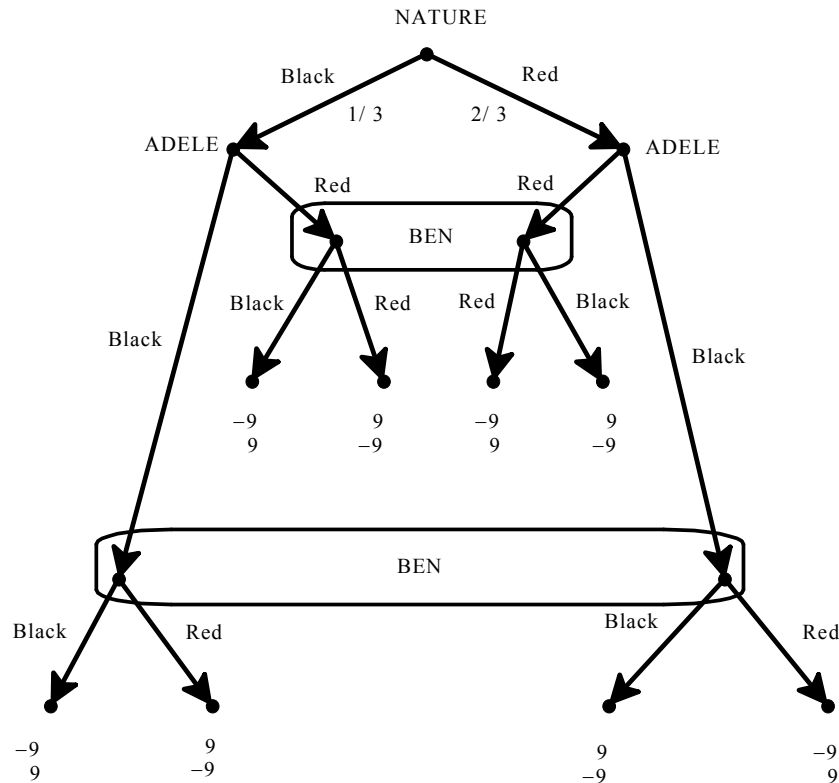 NATURE
Black Red
1/3 2/3
ADELE ADELE
Red Red
BEN
Black Red Red Black
Black Black
−9 9 −9 9
9 −9 9 −9
BEN
Black Red Black Red
−9 9 9 −9
9 −9 −9 9